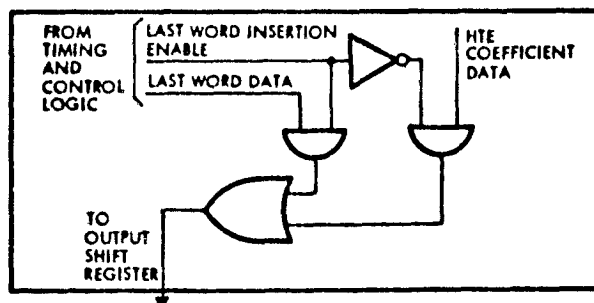 FROM
TIMING
AND
CONTROL
LOGIC
LAST WORD INSERTION
ENABLE
LAST WORD DATA
HTE
COEFFICIENT
DATA
TO
OUTPUT
SHIFT
REGISTER